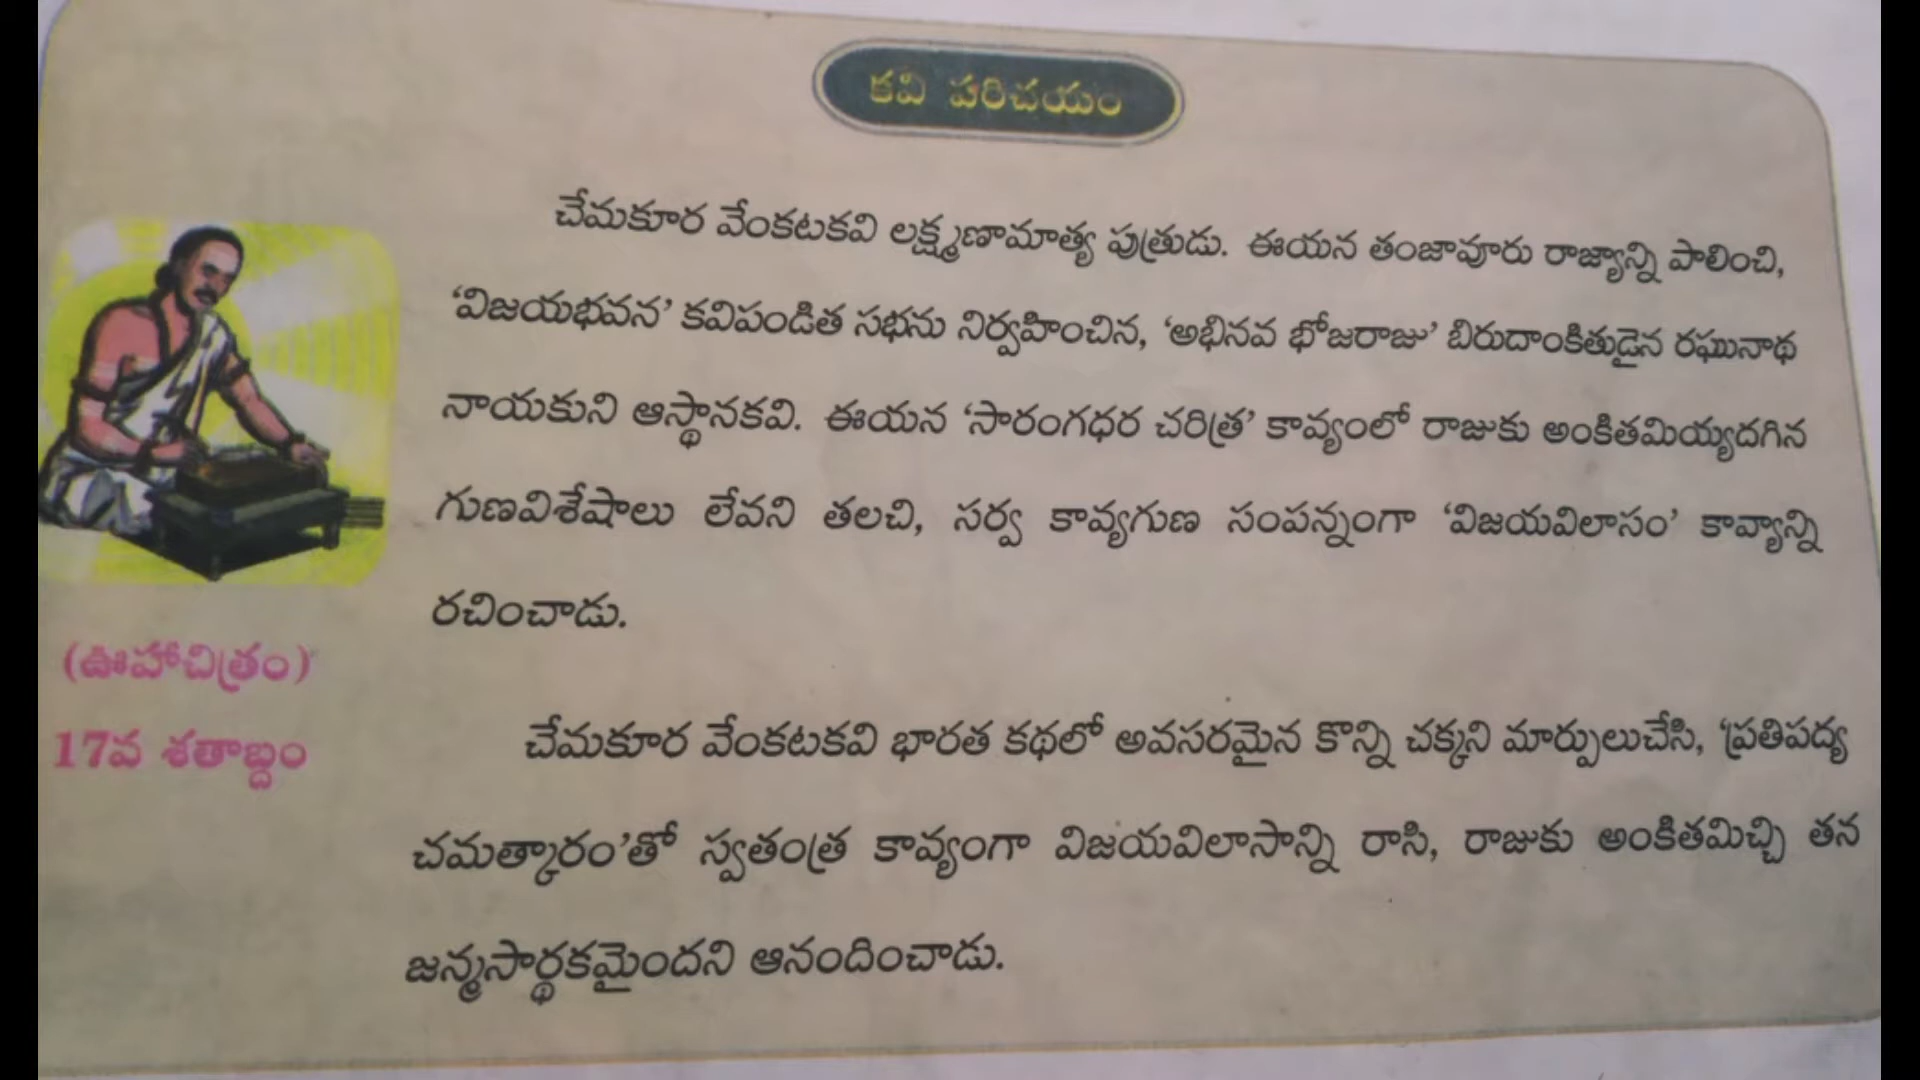 కవి పరిచయం
చేమకూర వేంకటకవి లక్ష్మణామాత్య పుత్రుడు. ఈయన తంజావూరు రాజ్యాన్ని పాలించి,
‘విజయభవన’ కవిపండిత సభను నిర్వహించిన, ‘అభినవ భోజరాజు’ బిరుదాంకితుడైన రఘునాథ
నాయకుని ఆస్థానకవి. ఈయన ‘సారంగధర చరిత్ర’ కావ్యంలో రాజుకు అంకితమియ్యదగిన
గుణవిశేషాలు లేవని తలచి, సర్వ కావ్యగుణ సంపన్నంగా ‘విజయవిలాసం’ కావ్యాన్ని
రచించాడు.
(ఊహాచిత్రం)
17వ శతాబ్దం
చేమకూర వేంకటకవి భారత కథలో అవసరమైన కొన్ని చక్కని మార్పులుచేసి, ‘ప్రతిపద్య
చమత్కారం’తో స్వతంత్ర కావ్యంగా విజయవిలాసాన్ని రాసి, రాజుకు అంకితమిచ్చి తన
జన్మసార్థకమైందని ఆనందించాడు.